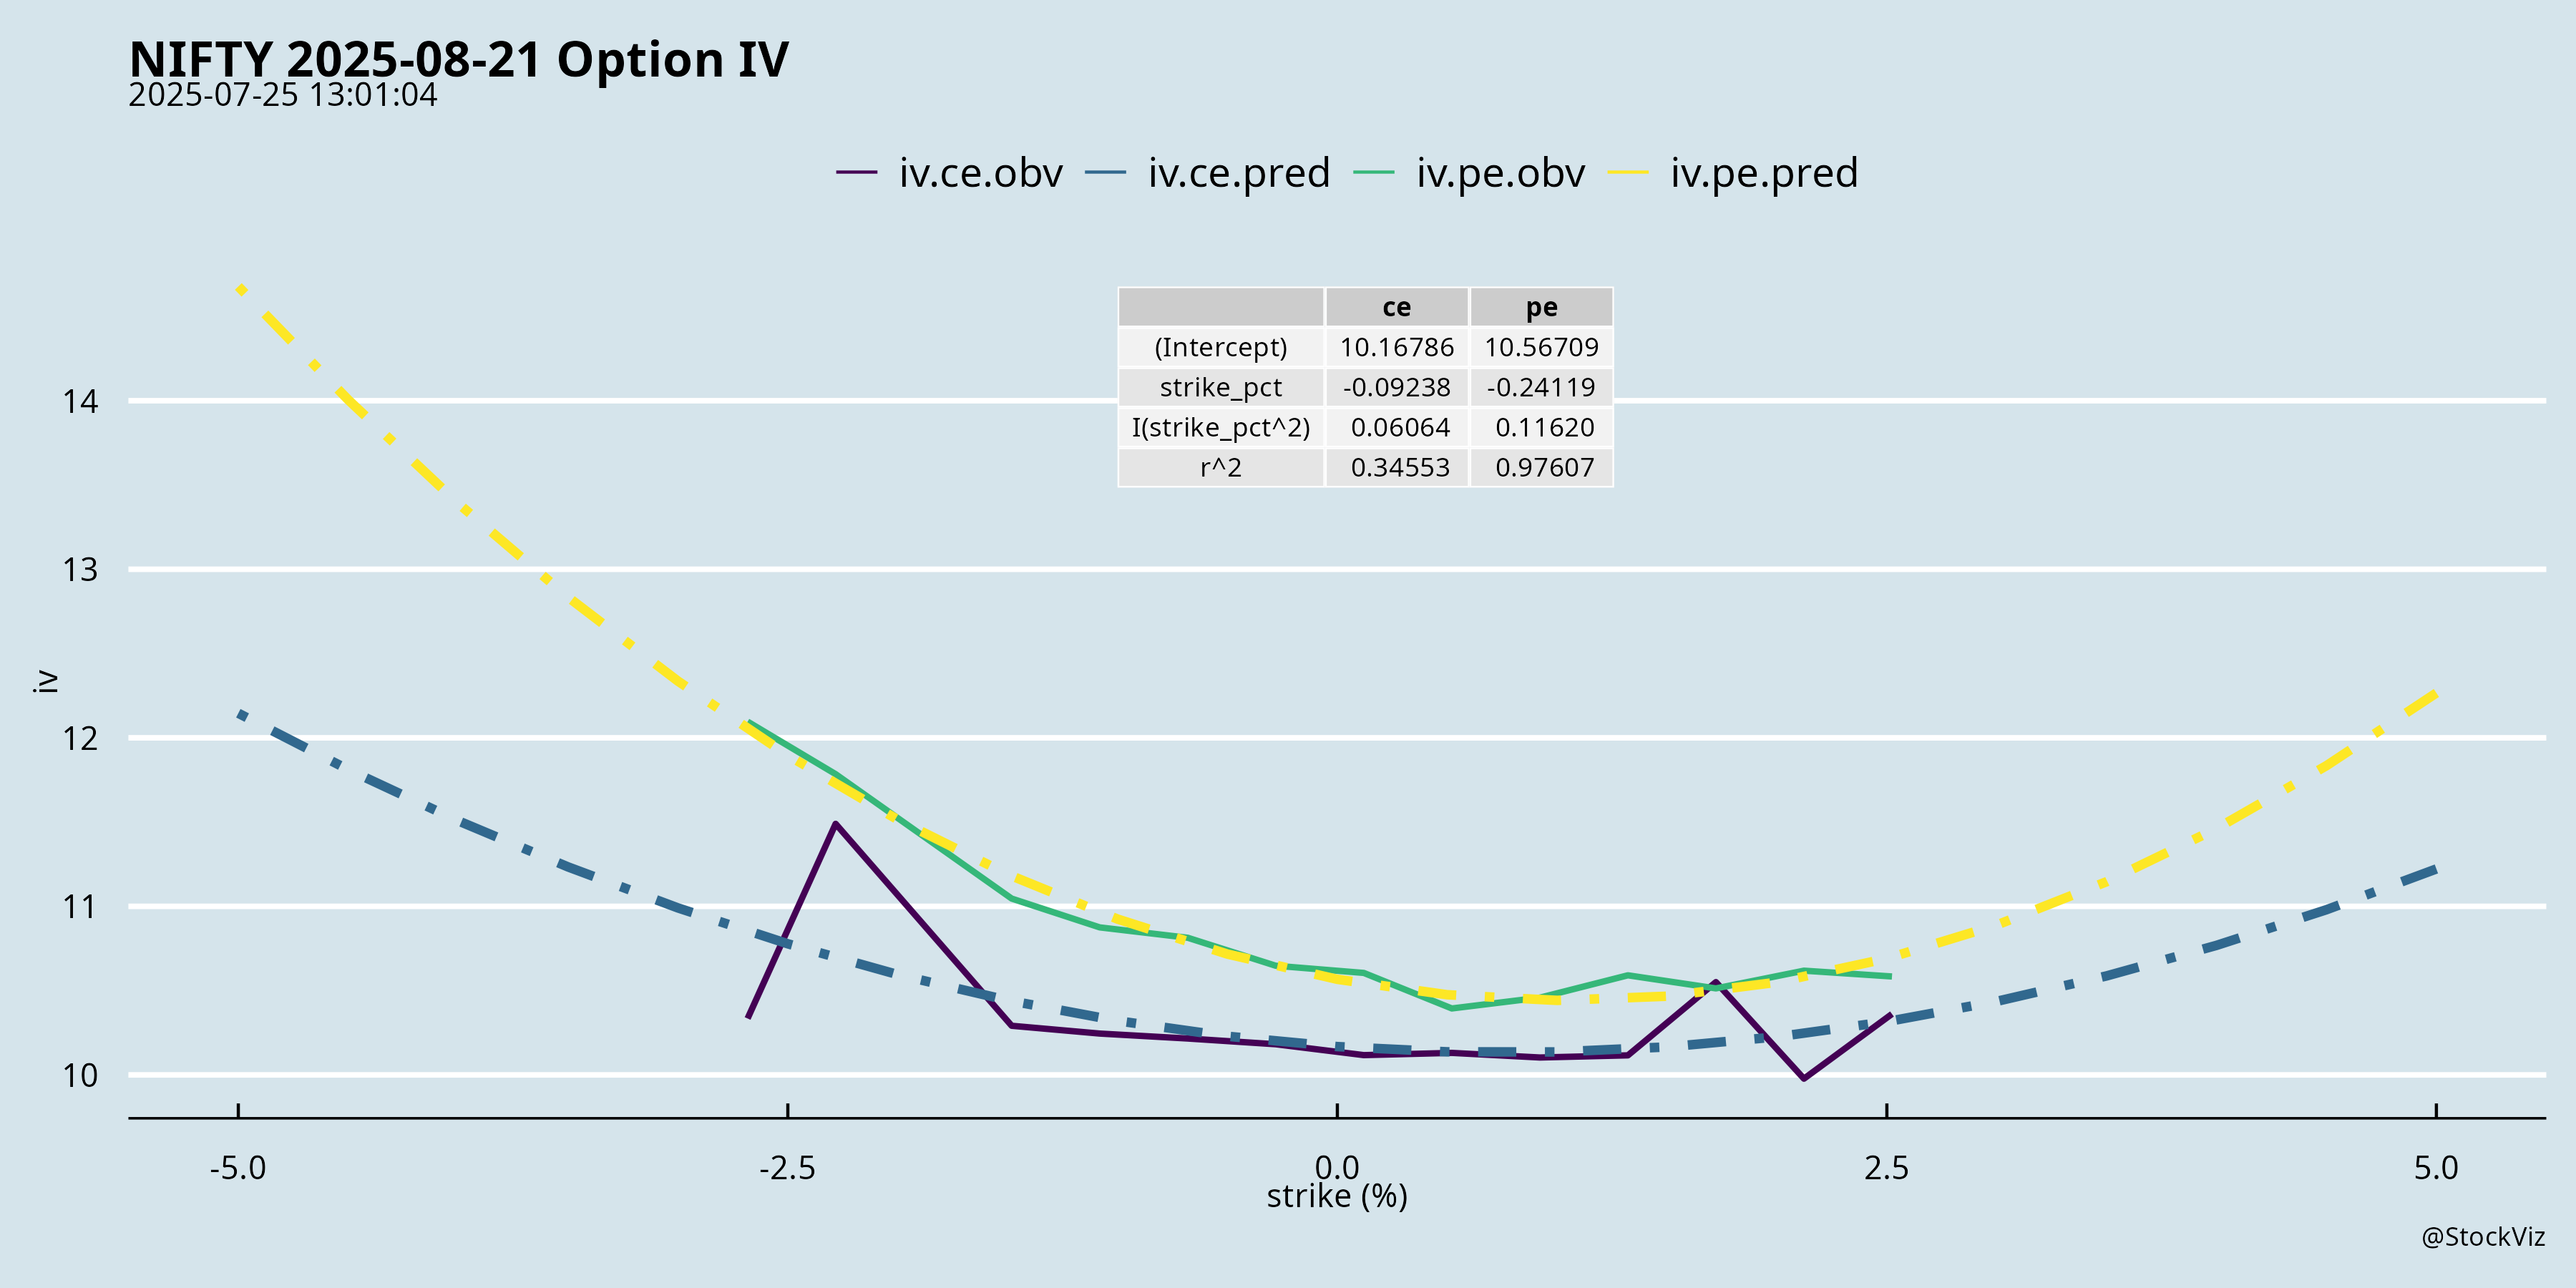 NIFTY 2025-08-21 Option IV
2025-07-25 13:01:04
iv.ce.obv iv.ce.pred iv.pe.obv iv.pe.pred
ce pe
(Intercept) 10.16786 10.56709
strike_pct -0.09238 -0.24119
I(strike_pct^2) 0.06064 0.11620
r^2 0.34553 0.97607
14
13
12
11
10
iv
-5.0 -2.5 0.0 2.5 5.0
strike (%)
@StockViz